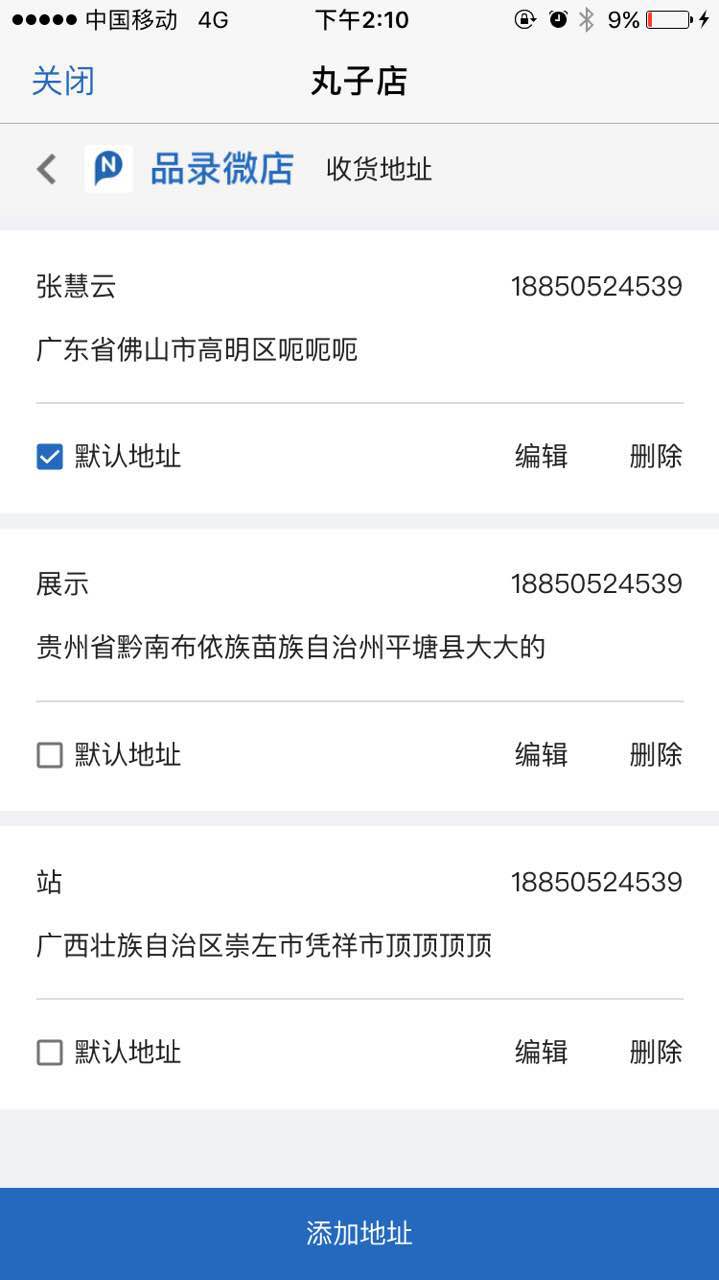 中国移动 4G 下午2:10 9%
关闭 丸子店
品录微店 收货地址
张慧云 18850524539
广东省佛山市高明区呃呃呃
默认地址 编辑 删除
展示 18850524539
贵州省黔南布依族苗族自治州平塘县大大的
默认地址 编辑 删除
站 18850524539
广西壮族自治区崇左市凭祥市顶顶顶顶
默认地址 编辑 删除
添加地址